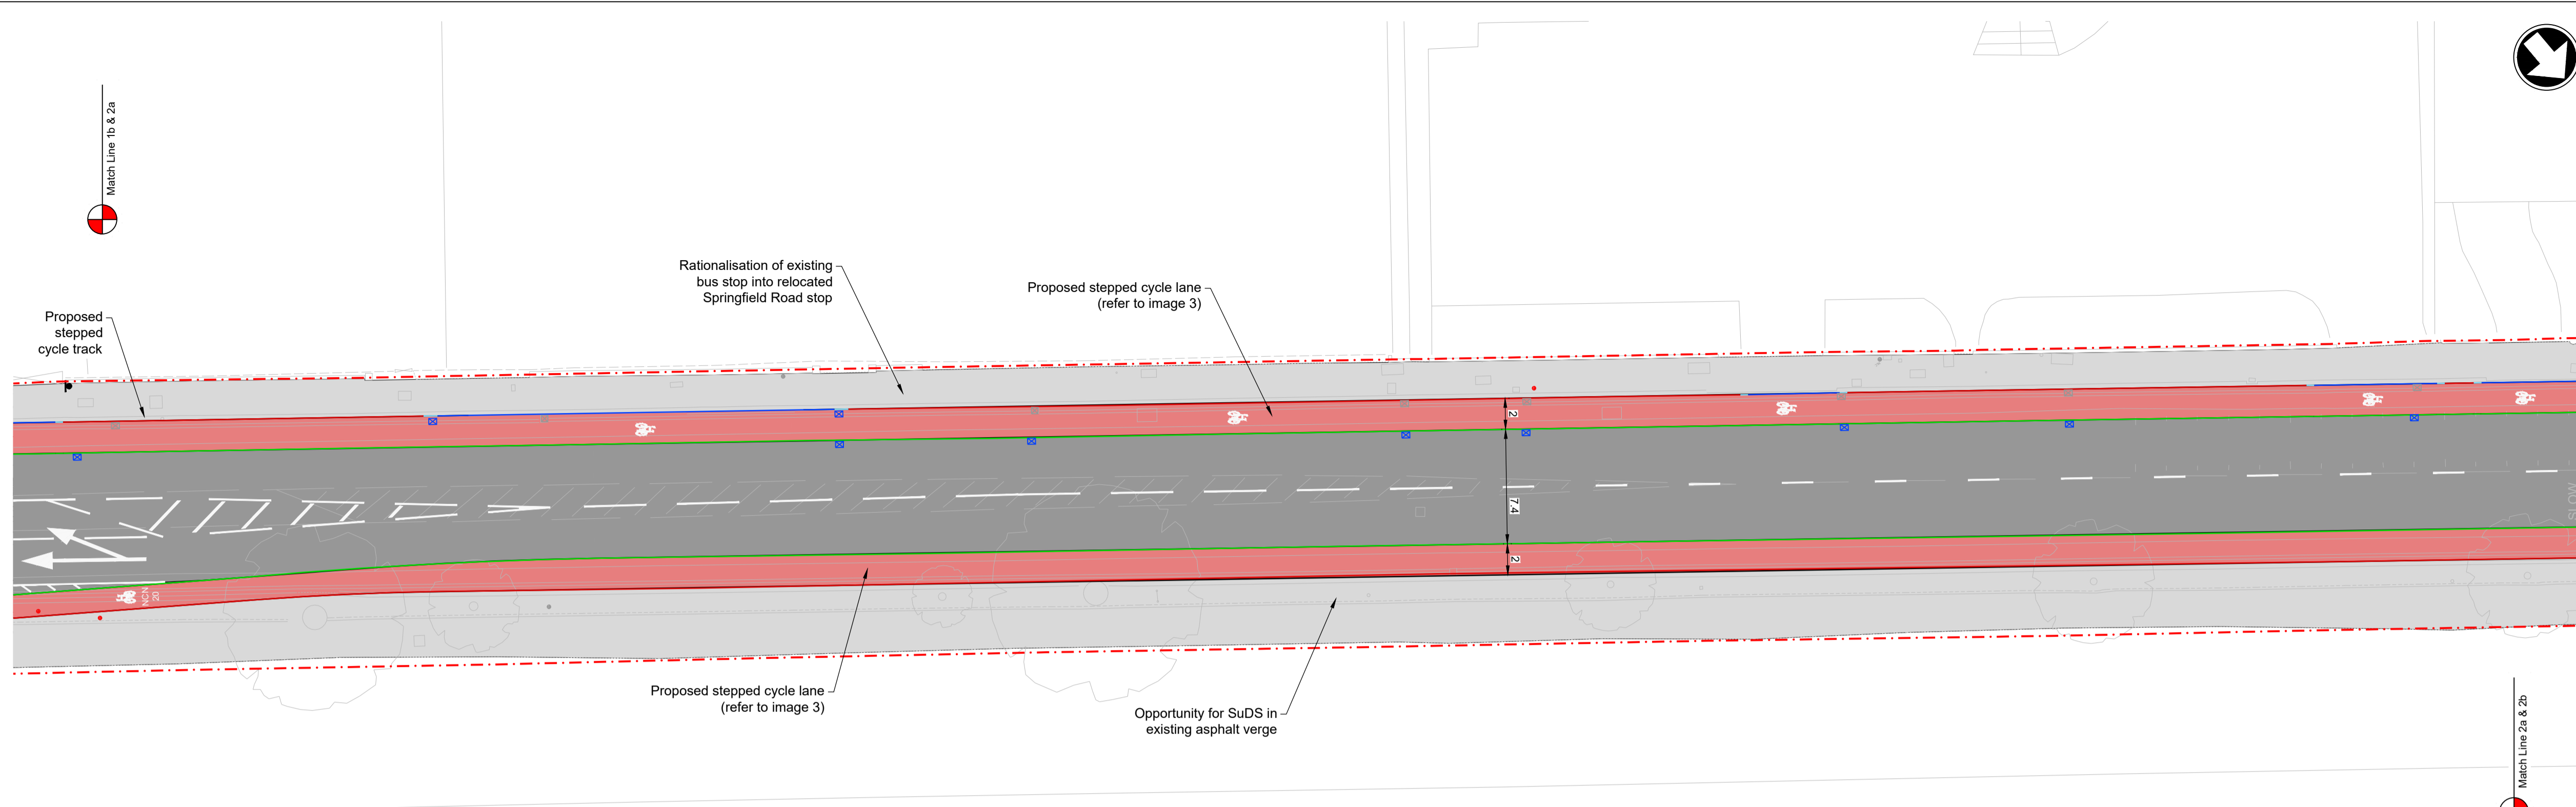 Match Line 1b & 2a
Rationalisation of existing
bus stop into relocated
Springfield Road stop
Proposed stepped cycle lane
(refer to image 3)
Proposed
stepped
cycle track
2
7.4
2
SLOW
NCN
20
Proposed stepped cycle lane
(refer to image 3)
Opportunity for SuDS in
existing asphalt verge
Match Line 2a & 2b